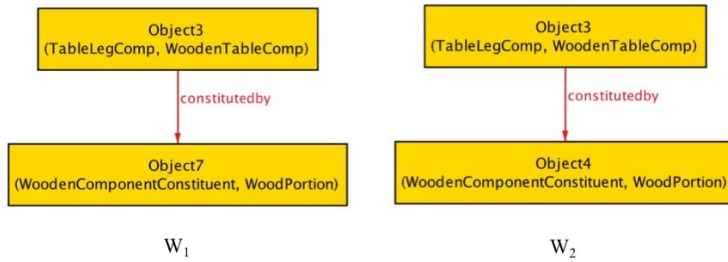 Object3
(TableLegComp, WoodenTableComp)
constitutedby
Object7
(WoodenComponentConstituent, WoodPortion)
W₁
Object3
(TableLegComp, WoodenTableComp)
constitutedby
Object4
(WoodenComponentConstituent, WoodPortion)
W₂